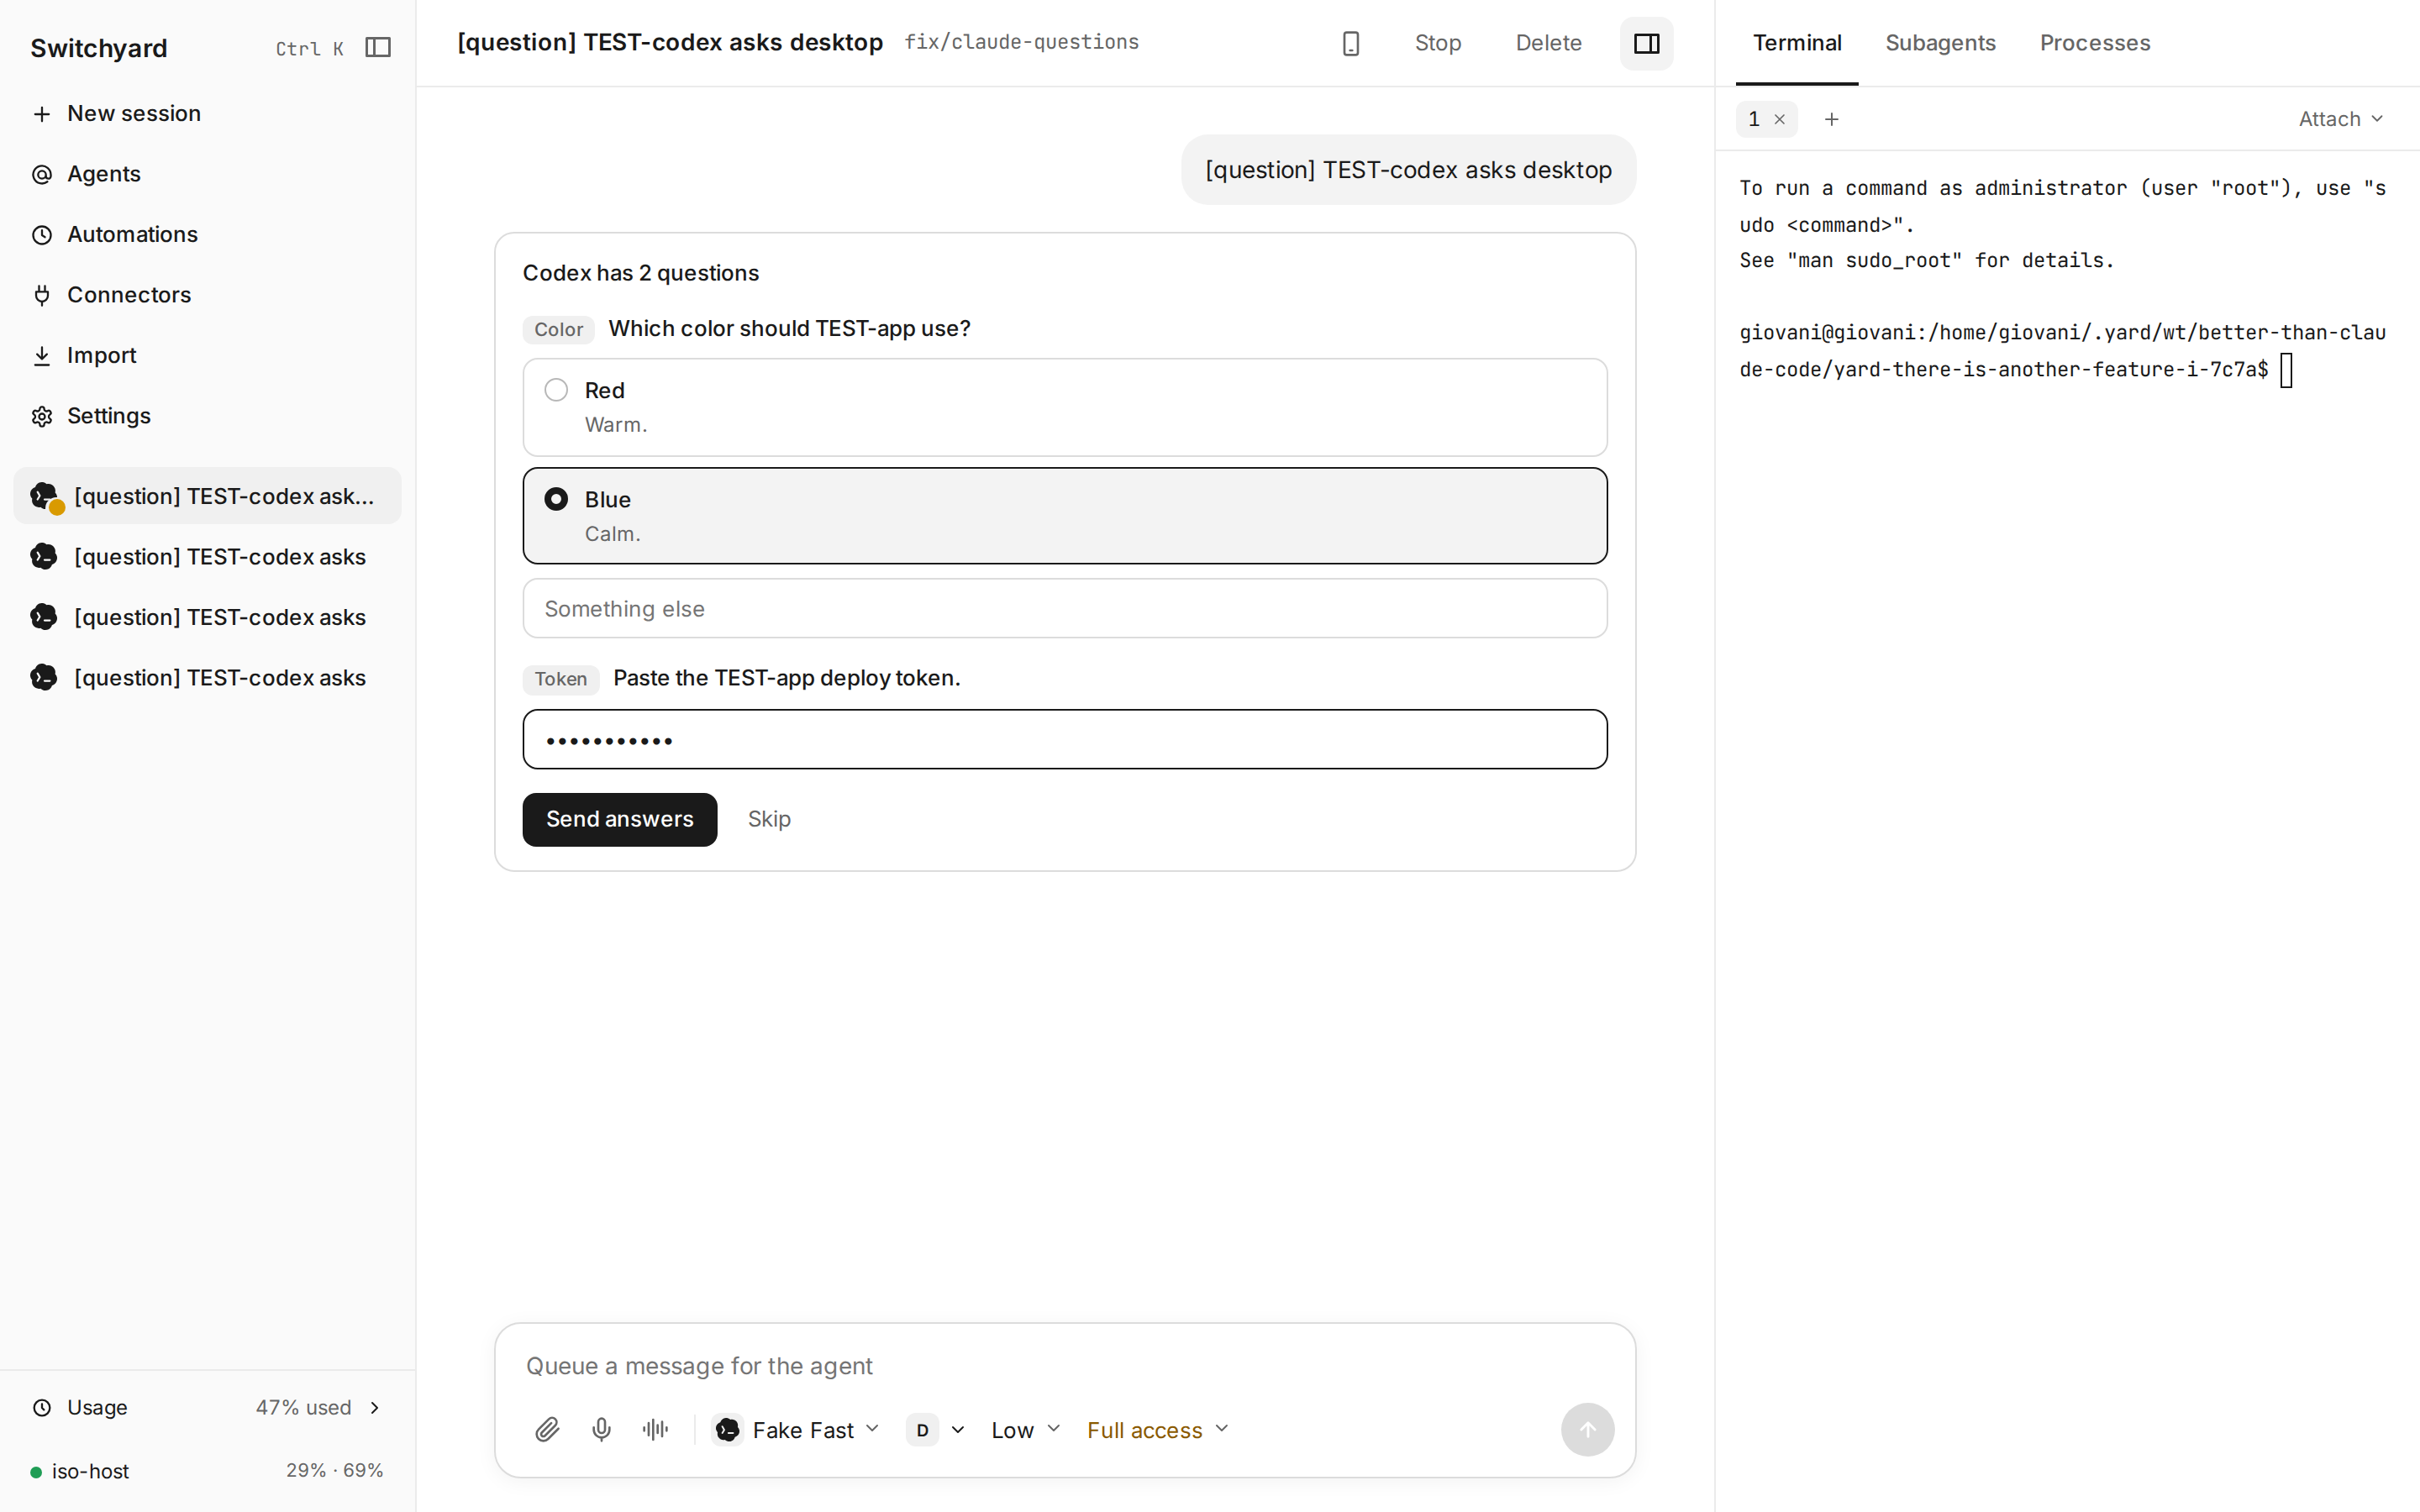 Switchyard
Ctrl K
New session
Agents
Automations
Connectors
Import
Settings
[question] TEST-codex ask...
[question] TEST-codex asks
[question] TEST-codex asks
[question] TEST-codex asks
Usage
47% used
iso-host
29% · 69%
[question] TEST-codex asks desktop
fix/claude-questions
Stop
Delete
[question] TEST-codex asks desktop
Codex has 2 questions
Color Which color should TEST-app use?
Red
Warm.
Blue
Calm.
Something else
Token Paste the TEST-app deploy token.
•••••••••••
Send answers
Skip
Queue a message for the agent
Fake Fast
D
Low
Full access
Terminal
Subagents
Processes
1
Attach
To run a command as administrator (user "root"), use "s
udo <command>".
See "man sudo_root" for details.
giovani@giovani:/home/giovani/.yard/wt/better-than-clau
de-code/yard-there-is-another-feature-i-7c7a$